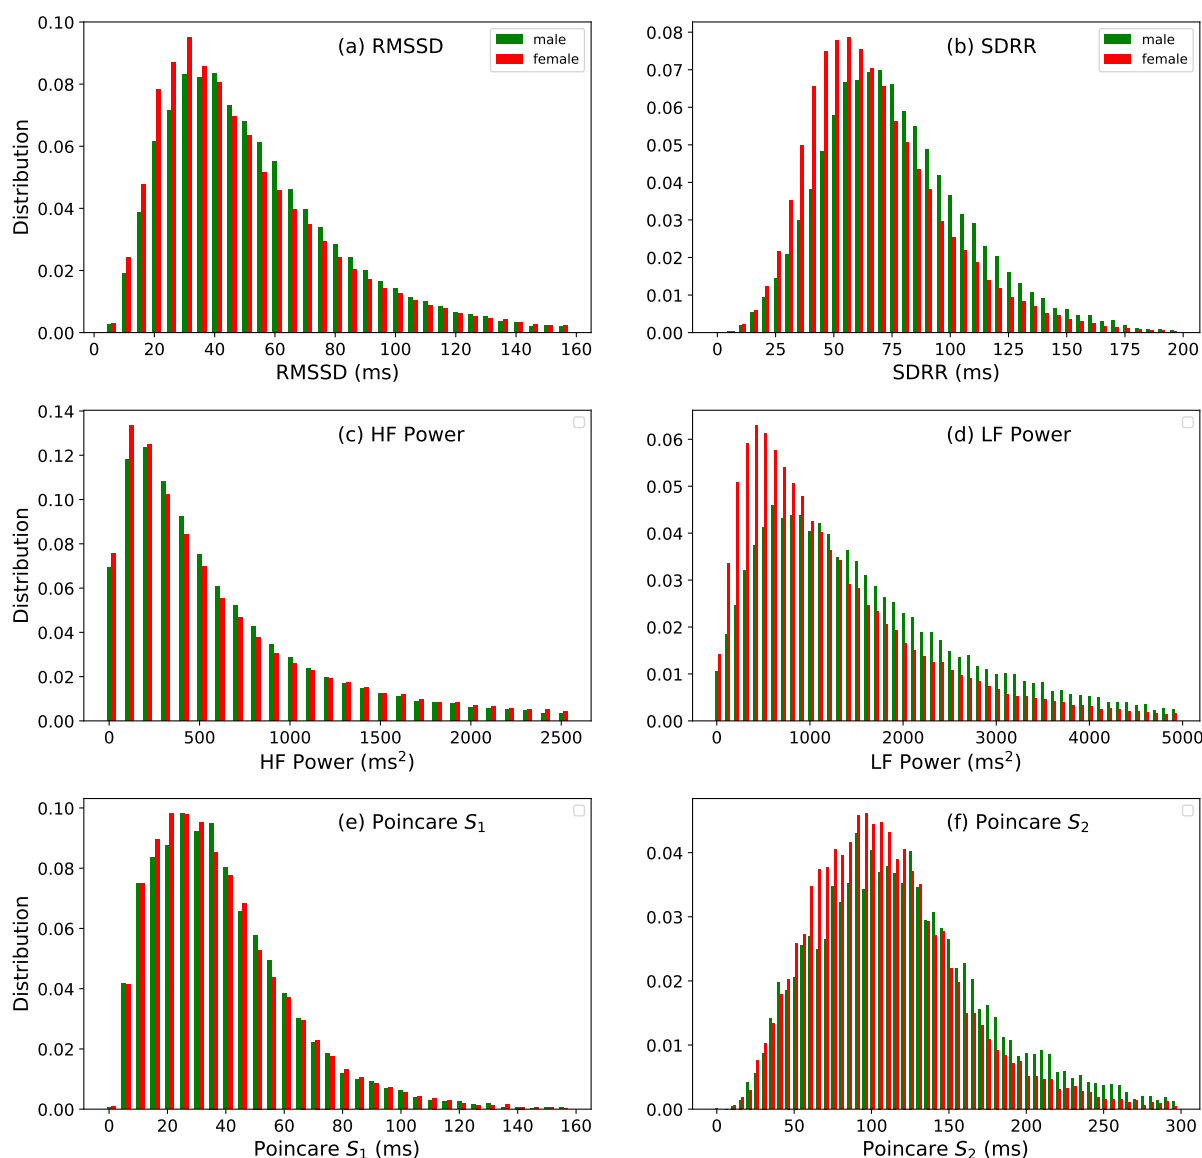 (a) RMSSD
male
female
0.10
0.08
0.06
0.04
0.02
0.00
Distribution
0 20 40 60 80 100 120 140 160
RMSSD (ms)
(b) SDRR
male
female
0.08
0.07
0.06
0.05
0.04
0.03
0.02
0.01
0.00
0 25 50 75 100 125 150 175 200
SDRR (ms)
(c) HF Power
0.14
0.12
0.10
0.08
0.06
0.04
0.02
0.00
Distribution
0 500 1000 1500 2000 2500
HF Power (ms²)
(d) LF Power
0.06
0.05
0.04
0.03
0.02
0.01
0.00
0 1000 2000 3000 4000 5000
LF Power (ms²)
(e) Poincare S₁
0.10
0.08
0.06
0.04
0.02
0.00
Distribution
0 20 40 60 80 100 120 140 160
Poincare S₁ (ms)
(f) Poincare S₂
0.04
0.03
0.02
0.01
0.00
0 50 100 150 200 250 300
Poincare S₂ (ms)